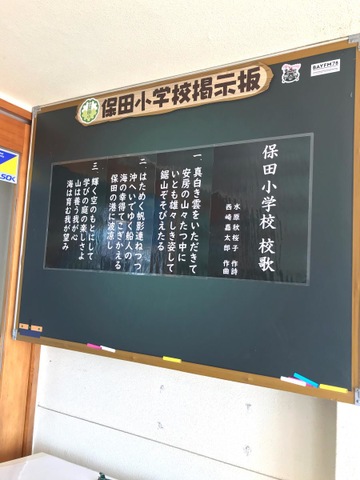 保田小学校掲示板
BAYFM78
保田小学校 校歌
水原秋桜子 作詩
西崎嘉太郎 作曲
一 真白き雲をいただきて
安房の山々たつ中に
いとも雄々しき姿して
鋸山ぞそびえたる
二 はためく帆影連ねつつ
沖へいでゆく船人の
海の幸得てこぎかえる
保田の港に波凉し
三 輝く空のもとにして
学びの庭の楽しさよ
山は養う我が心
海は育む我が望み